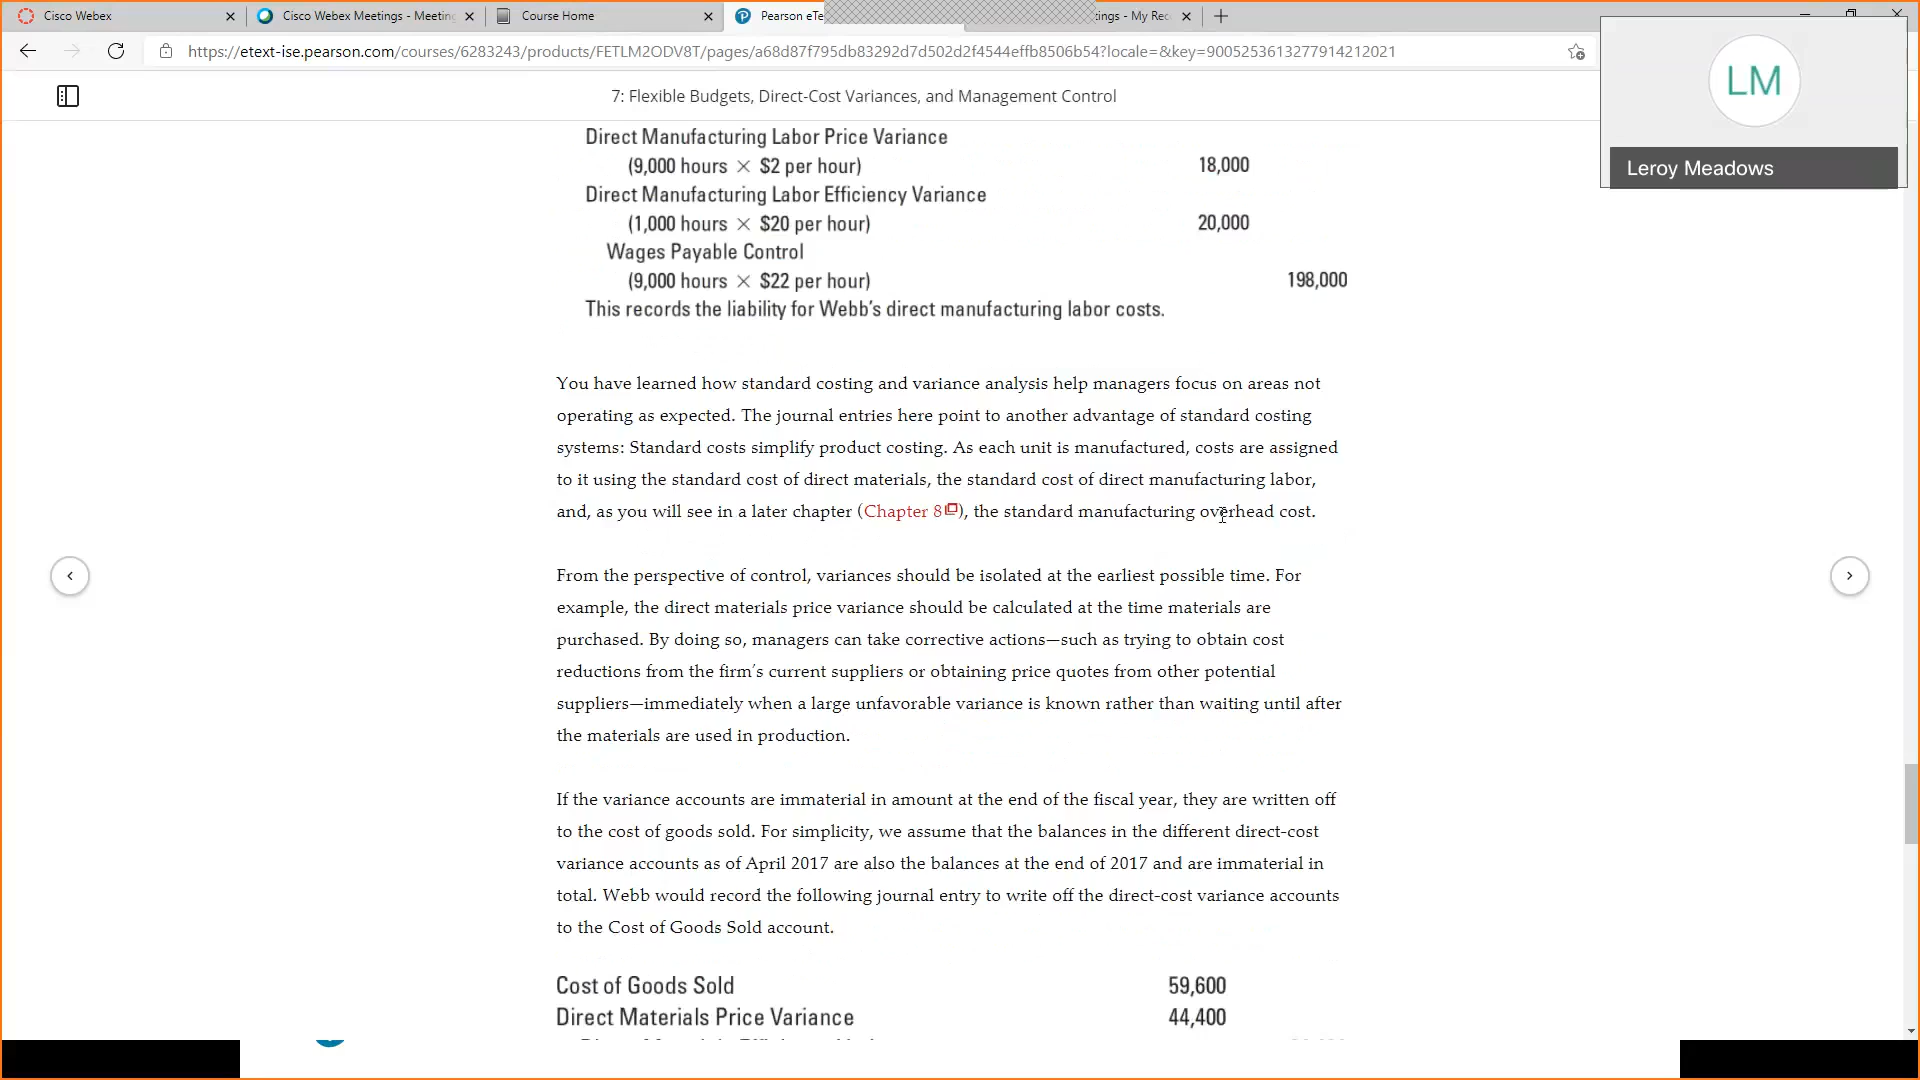 Cisco Webex
Cisco Webex Meetings - Meeting
Course Home
Pearson eTe
tings - My Rec
https://etext-ise.pearson.com/courses/6283243/products/FETLM2ODV8T/pages/a68d87f795db83292d7d502d2f4544effb8506b54?locale=&key=9005253613277914212021
LM
Leroy Meadows
7: Flexible Budgets, Direct-Cost Variances, and Management Control
Direct Manufacturing Labor Price Variance
(9,000 hours × $2 per hour) 18,000
Direct Manufacturing Labor Efficiency Variance
(1,000 hours × $20 per hour) 20,000
Wages Payable Control
(9,000 hours × $22 per hour) 198,000
This records the liability for Webb's direct manufacturing labor costs.
You have learned how standard costing and variance analysis help managers focus on areas not
operating as expected. The journal entries here point to another advantage of standard costing
systems: Standard costs simplify product costing. As each unit is manufactured, costs are assigned
to it using the standard cost of direct materials, the standard cost of direct manufacturing labor,
and, as you will see in a later chapter (Chapter 8), the standard manufacturing overhead cost.
From the perspective of control, variances should be isolated at the earliest possible time. For
example, the direct materials price variance should be calculated at the time materials are
purchased. By doing so, managers can take corrective actions—such as trying to obtain cost
reductions from the firm's current suppliers or obtaining price quotes from other potential
suppliers—immediately when a large unfavorable variance is known rather than waiting until after
the materials are used in production.
If the variance accounts are immaterial in amount at the end of the fiscal year, they are written off
to the cost of goods sold. For simplicity, we assume that the balances in the different direct-cost
variance accounts as of April 2017 are also the balances at the end of 2017 and are immaterial in
total. Webb would record the following journal entry to write off the direct-cost variance accounts
to the Cost of Goods Sold account.
Cost of Goods Sold 59,600
Direct Materials Price Variance 44,400